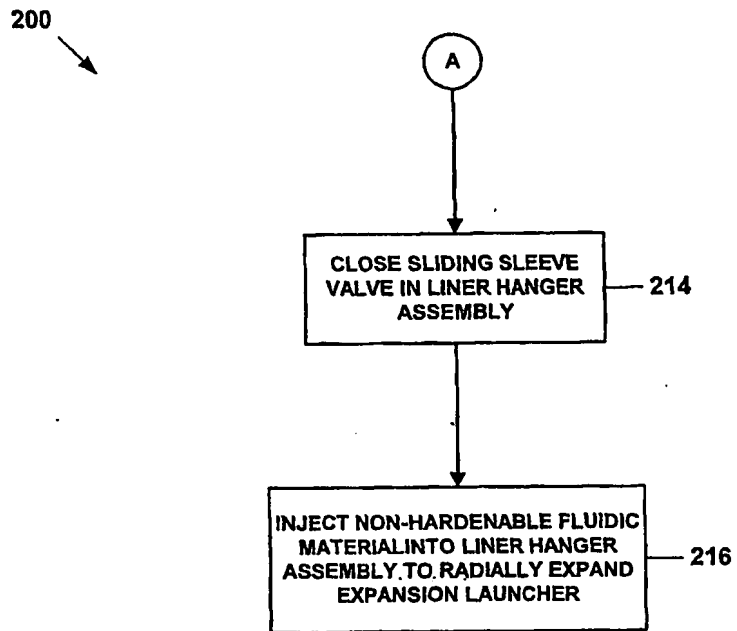 200
A
CLOSE SLIDING SLEEVE
VALVE IN LINER HANGER
ASSEMBLY
214
INJECT NON-HARDENABLE FLUIDIC
MATERIALINTO LINER HANGER
ASSEMBLY.TO.RADIALLY EXPAND
EXPANSION LAUNCHER
216